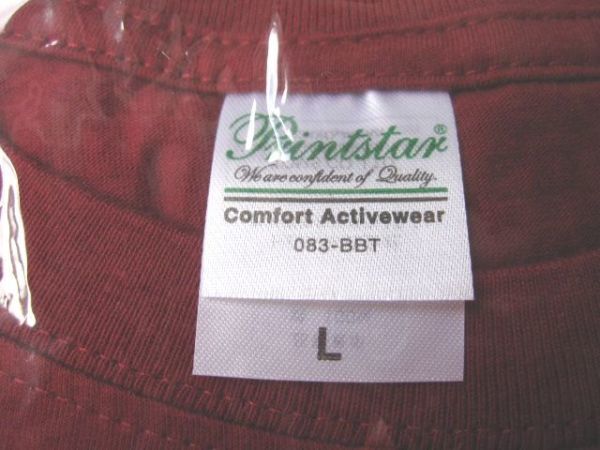 Printstar®
We are confident of Quality.
Comfort Activewear
083-BBT
L